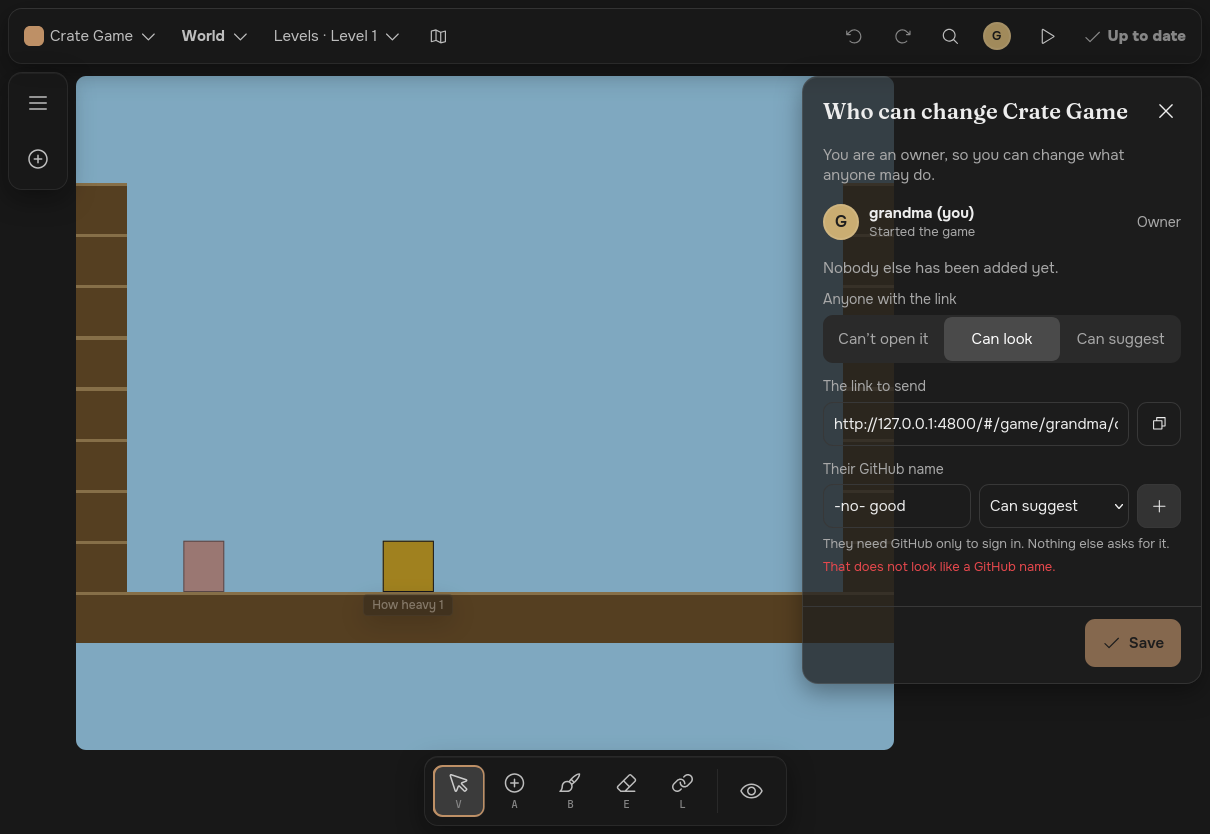 Crate Game
World
Levels · Level 1
G
Up to date
Who can change Crate Game
You are an owner, so you can change what
anyone may do.
G
grandma (you)
Started the game
Owner
Nobody else has been added yet.
Anyone with the link
Can't open it
Can look
Can suggest
The link to send
http://127.0.0.1:4800/#/game/grandma/c
Their GitHub name
-no- good
Can suggest
They need GitHub only to sign in. Nothing else asks for it.
That does not look like a GitHub name.
How heavy 1
Save
V
A
B
E
L